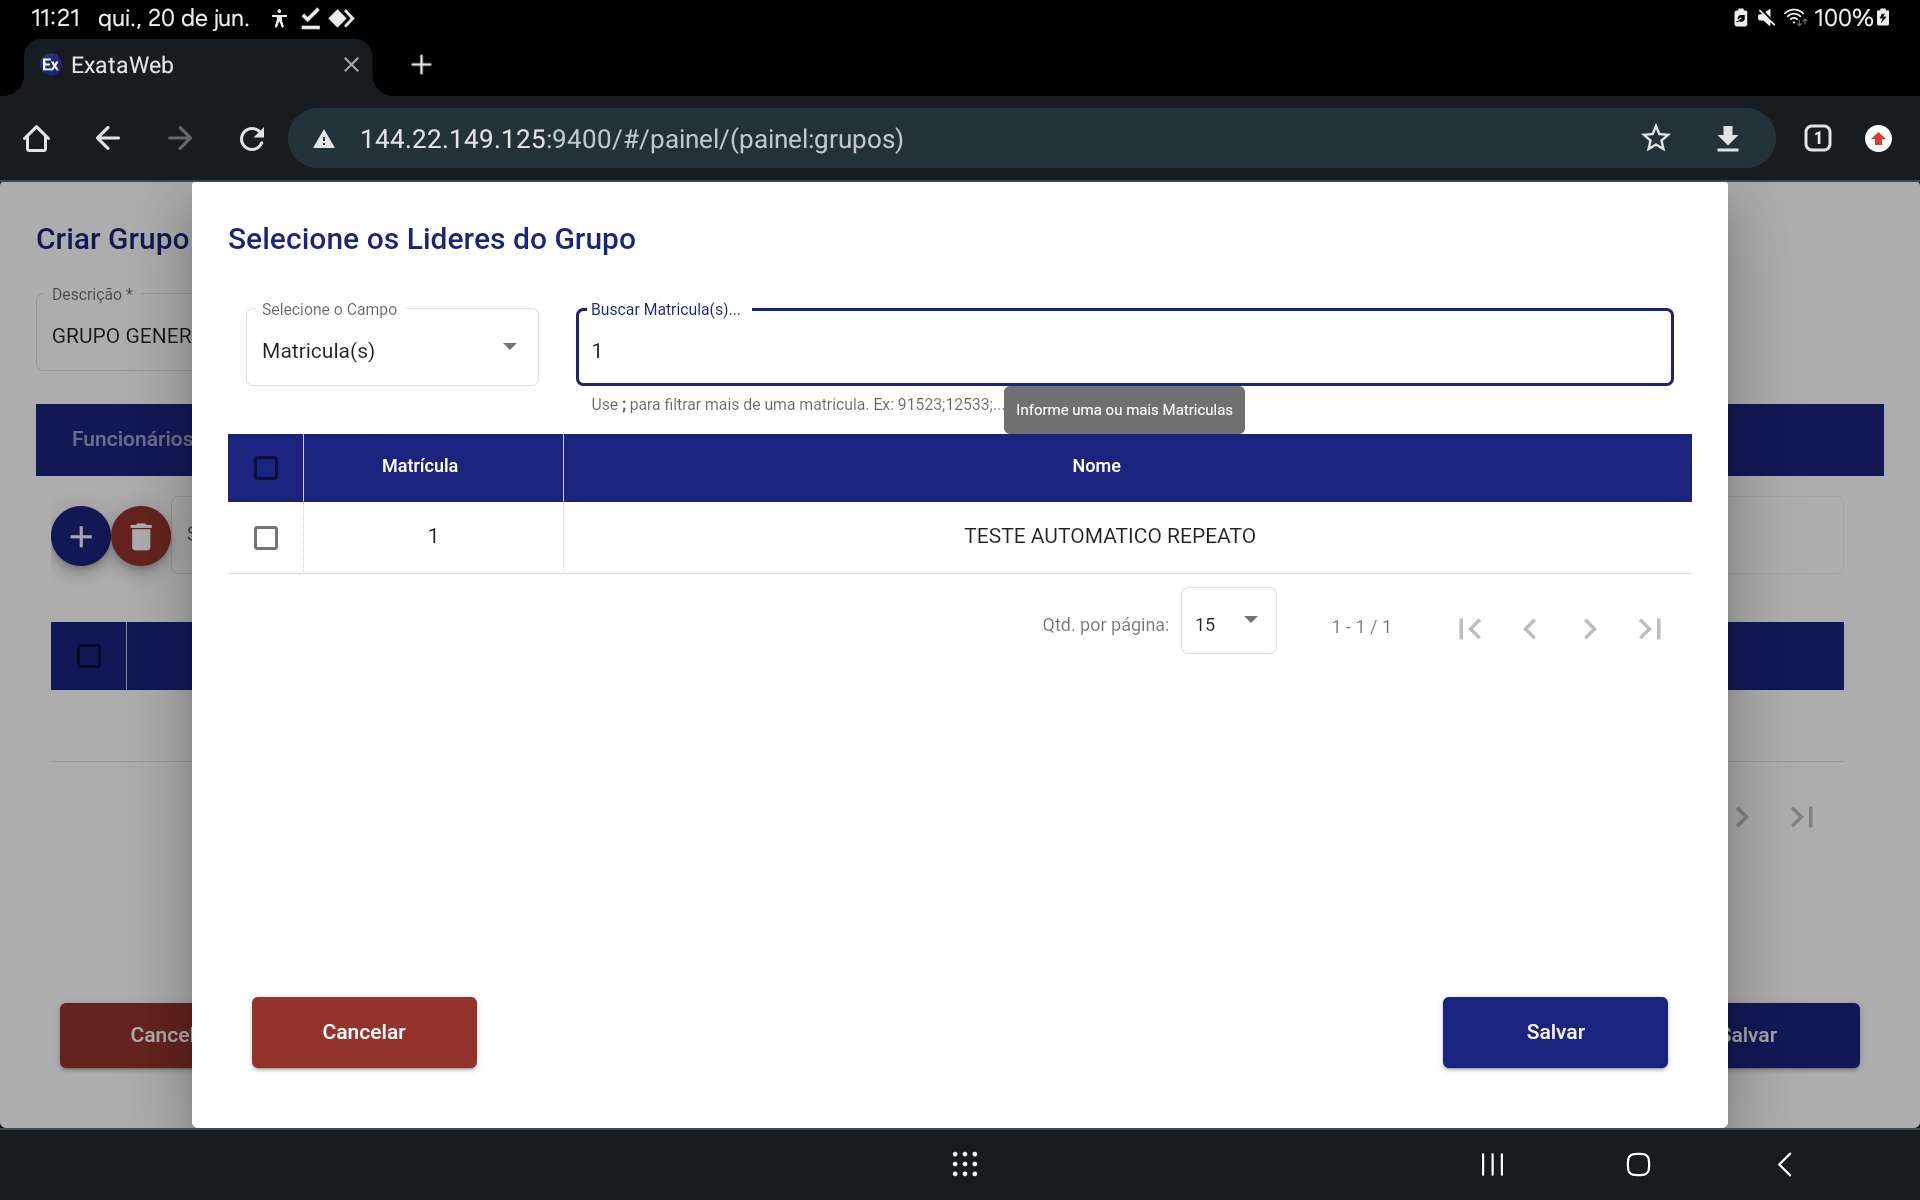 11:21 qui., 20 de jun.
100%
Ex ExataWeb
144.22.149.125:9400/#/painel/(painel:grupos)
1
Criar Grupo
Selecione os Lideres do Grupo
Descrição *
GRUPO GENER
Selecione o Campo
Matricula(s)
Buscar Matricula(s)...
1
Use ; para filtrar mais de uma matricula. Ex: 91523;12533;...
Informe uma ou mais Matriculas
Funcionários
Matrícula
Nome
1
TESTE AUTOMATICO REPEATO
Qtd. por página:
15
1 - 1 / 1
Cancel
Cancelar
Salvar
Salvar